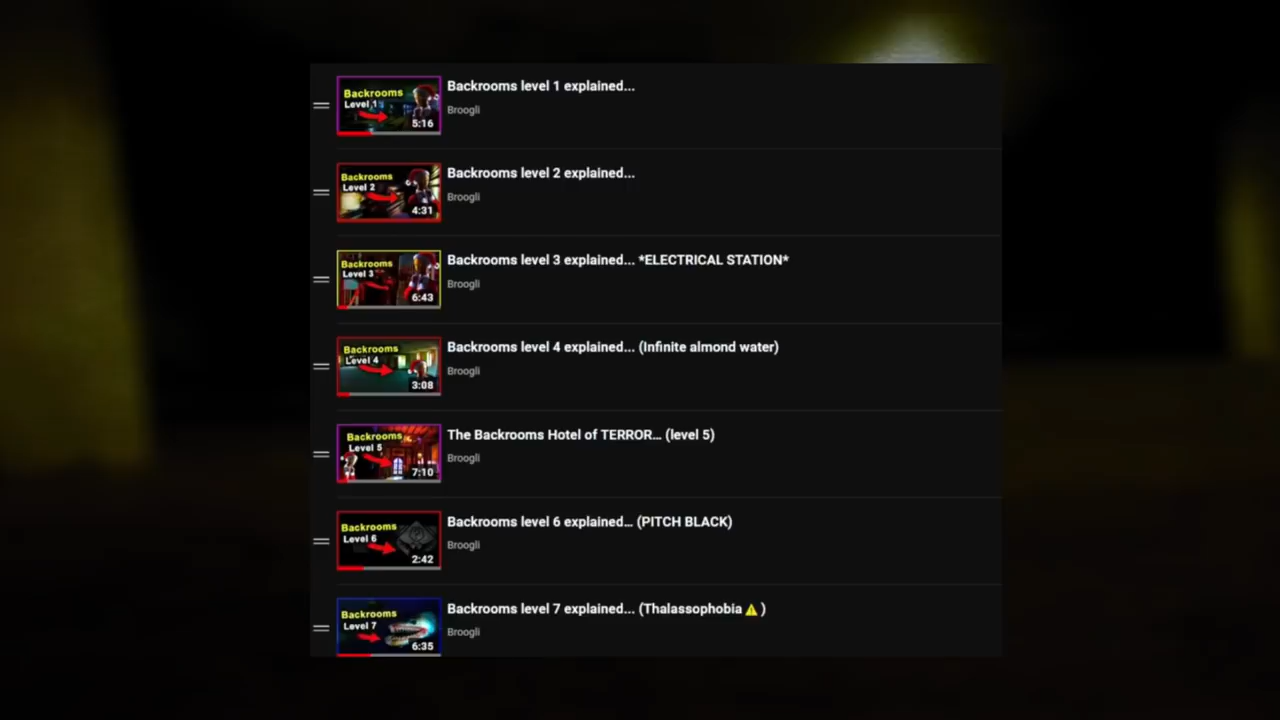 Backrooms
Level 1
5:16
Backrooms level 1 explained...
Broogli
Backrooms
Level 2
4:31
Backrooms level 2 explained...
Broogli
Backrooms
Level 3
6:43
Backrooms level 3 explained... *ELECTRICAL STATION*
Broogli
Backrooms
Level 4
3:08
Backrooms level 4 explained... (Infinite almond water)
Broogli
Backrooms
Level 5
7:10
The Backrooms Hotel of TERROR... (level 5)
Broogli
Backrooms
Level 6
2:42
Backrooms level 6 explained... (PITCH BLACK)
Broogli
Backrooms
Level 7
6:35
Backrooms level 7 explained... (Thalassophobia⚠️ )
Broogli